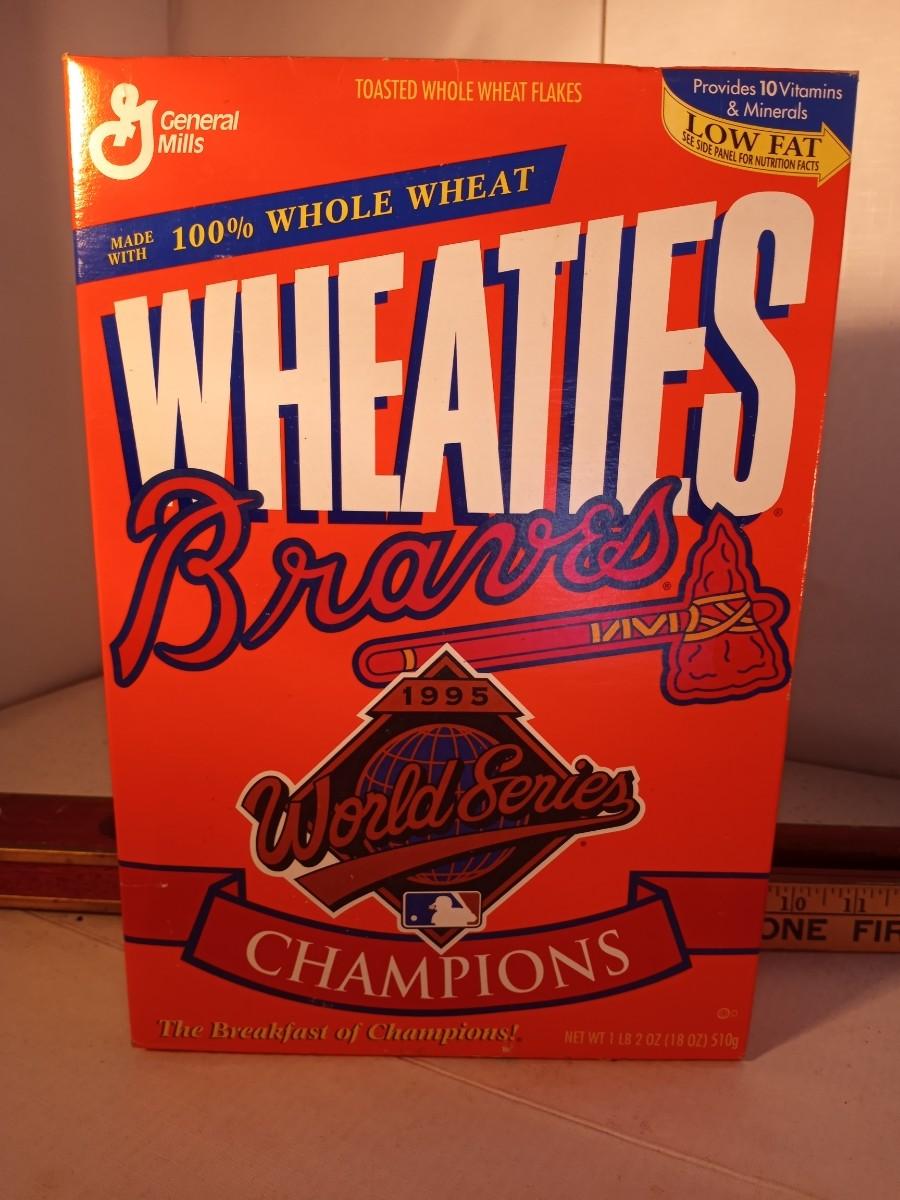 General
Mills
TOASTED WHOLE WHEAT FLAKES
Provides 10 Vitamins
& Minerals
LOW FAT
SEE SIDE PANEL FOR NUTRITION FACTS
MADE
WITH
100% WHOLE WHEAT
WHEATIES®
Braves®
1995
World Series
CHAMPIONS
The Breakfast of Champions!®
NET WT 1 LB 2 OZ (18 OZ) 510g
10 11
ONE FIR